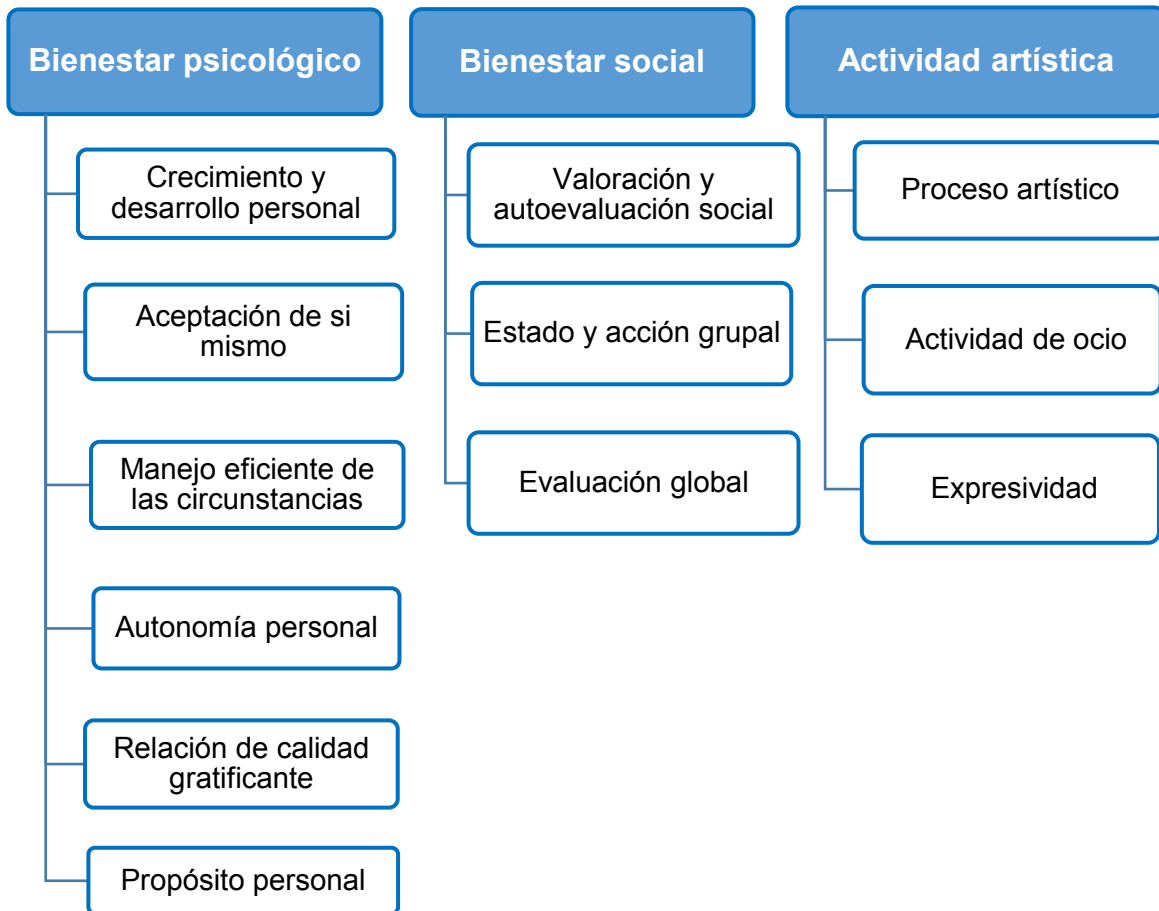 Bienestar psicológico
Crecimiento y
desarrollo personal
Aceptación de si
mismo
Manejo eficiente de
las circunstancias
Autonomía personal
Relación de calidad
gratificante
Propósito personal
Bienestar social
Valoración y
autoevaluación social
Estado y acción grupal
Evaluación global
Actividad artística
Proceso artístico
Actividad de ocio
Expresividad